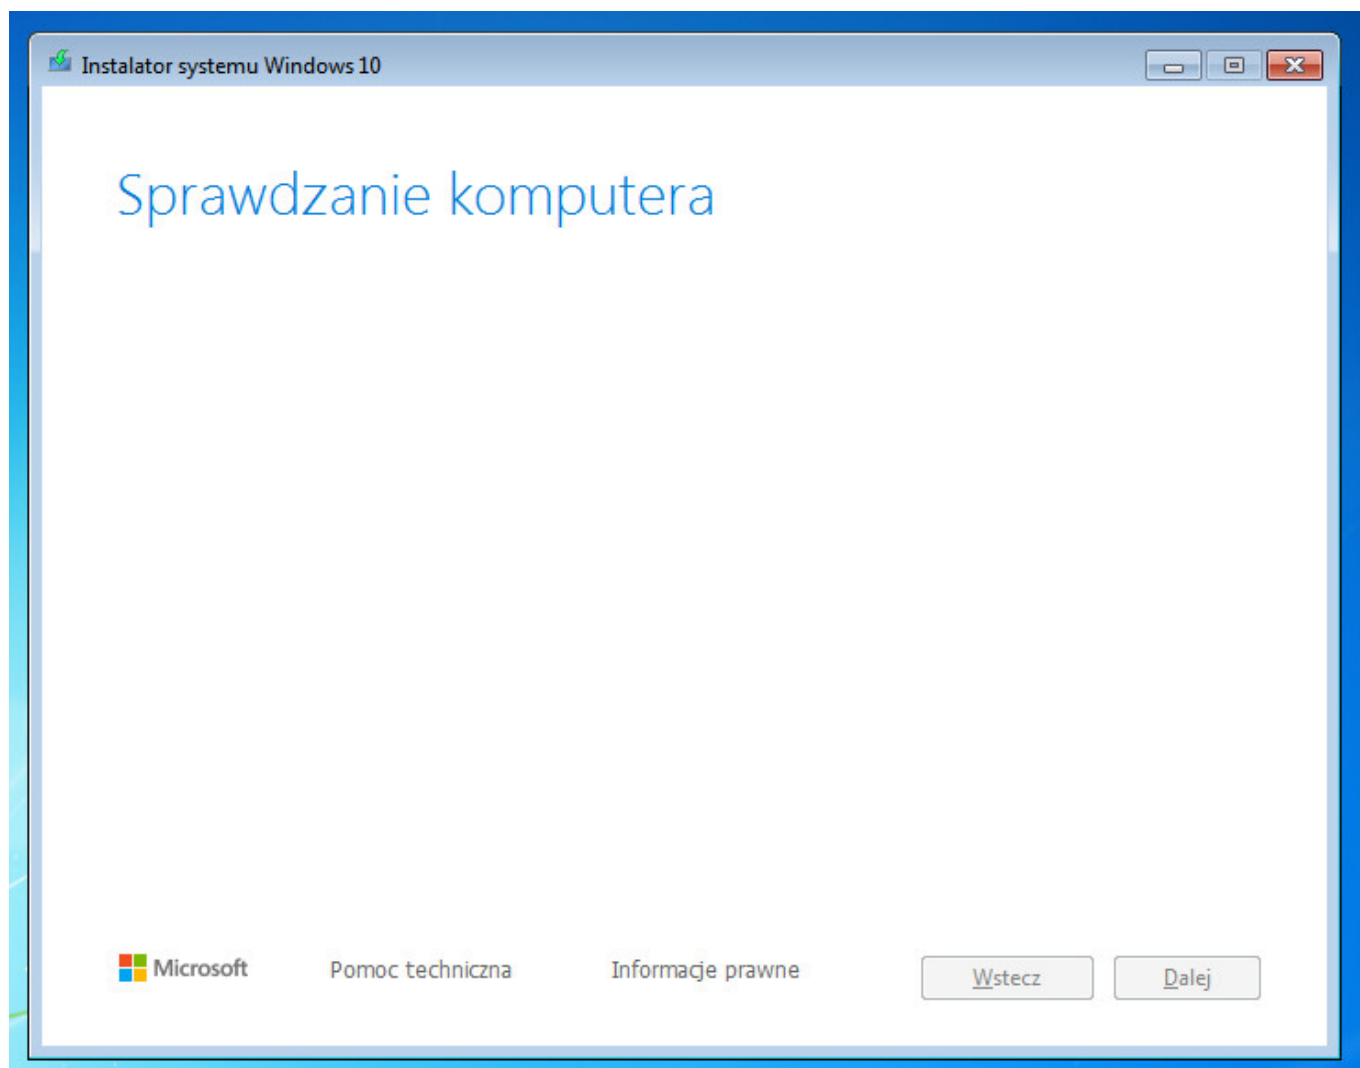 Instalator systemu Windows 10
Sprawdzanie komputera
Microsoft
Pomoc techniczna
Informacje prawne
Wstecz
Dalej